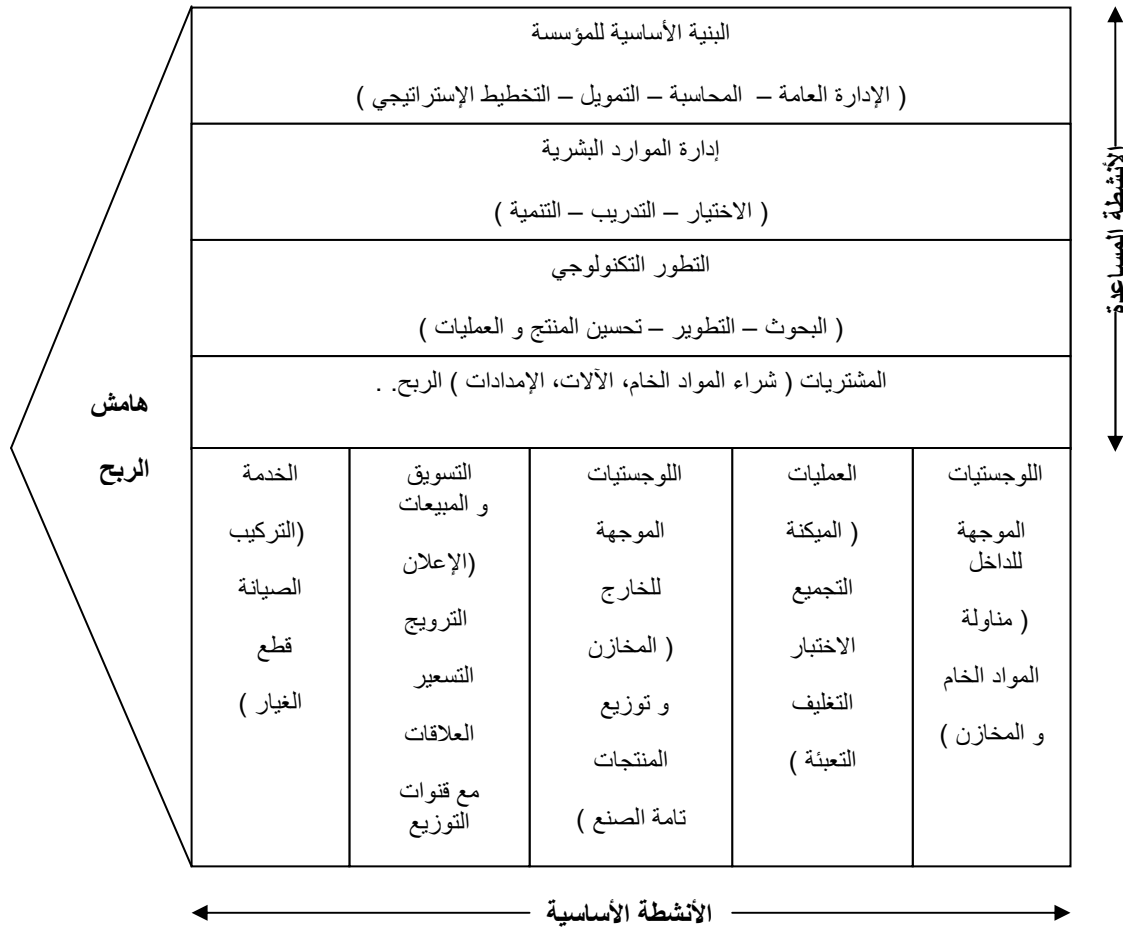 البنية الأساسية للمؤسسة
( الإدارة العامة – المحاسبة – التمويل – التخطيط الإستراتيجي )
إدارة الموارد البشرية
( الاختيار – التدريب – التنمية )
التطور التكنولوجي
( البحوث – التطوير – تحسين المنتج و العمليات )
المشتريات ( شراء المواد الخام، الآلات، الإمدادات ) الربح. .
الأنشطة المساعدة
اللوجستيات
الموجهة
للداخل
( مناولة
المواد الخام
و المخازن )
العمليات
( الميكنة
التجميع
الاختبار
التغليف
التعبئة )
اللوجستيات
الموجهة
للخارج
( المخازن
و توزيع
المنتجات
تامة الصنع )
التسويق
و المبيعات
(الإعلان
الترويج
التسعير
العلاقات
مع قنوات
التوزيع
الخدمة
(التركيب
الصيانة
قطع
الغيار )
هامش
الربح
الأنشطة الأساسية